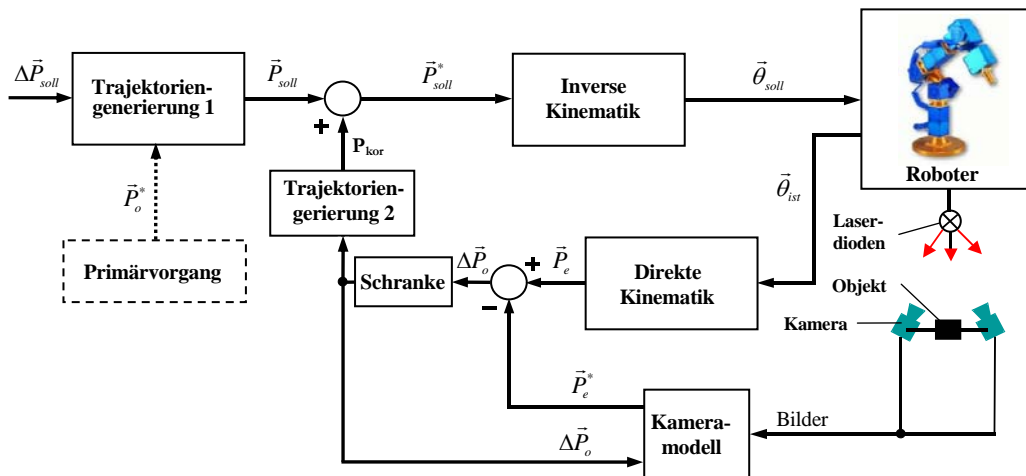 ΔP⃗soll
Trajektorien-
generierung 1
P⃗soll
+
P⃗*soll
Inverse
Kinematik
θ⃗soll
Roboter
Pkor
Trajektorien-
gerierung 2
P⃗*o
Primärvorgang
θ⃗ist
Laser-
dioden
Schranke
ΔP⃗o
+
−
P⃗e
Direkte
Kinematik
Objekt
Kamera
P⃗*e
Kamera-
modell
Bilder
ΔP⃗o